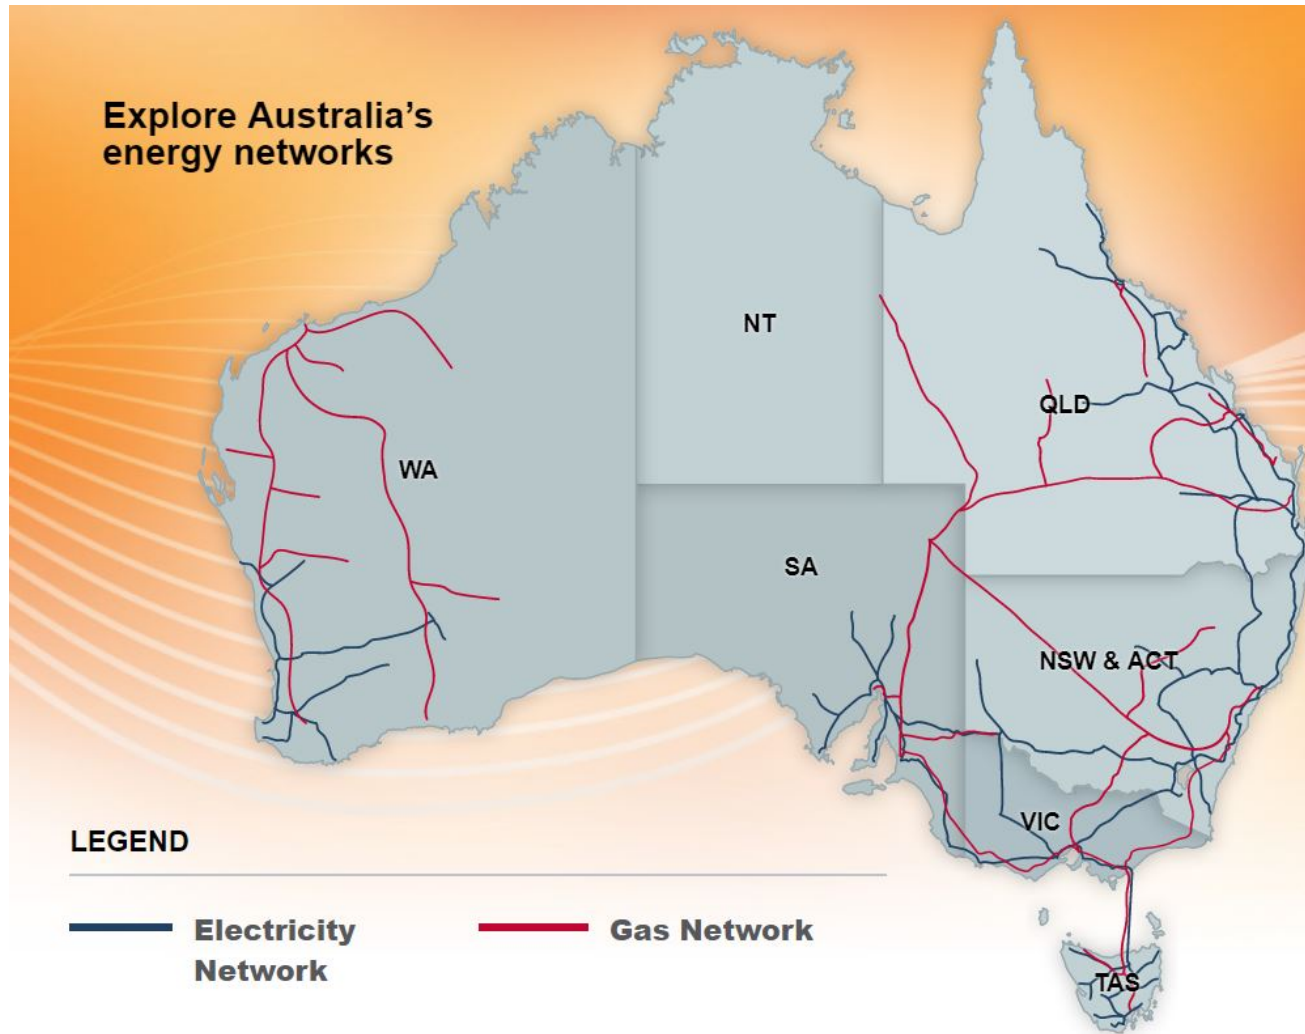 Explore Australia's
energy networks
NT
QLD
WA
SA
NSW & ACT
VIC
TAS
LEGEND
Electricity
Network
Gas Network